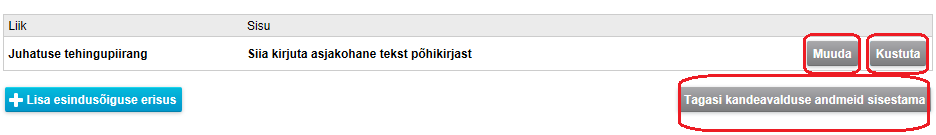 Liik Sisu
Juhatuse tehingupiirang Siia kirjuta asjakohane tekst põhikirjast Muuda Kustuta
Lisa esindusõiguse erisus Tagasi kandeavalduse andmeid sisestama